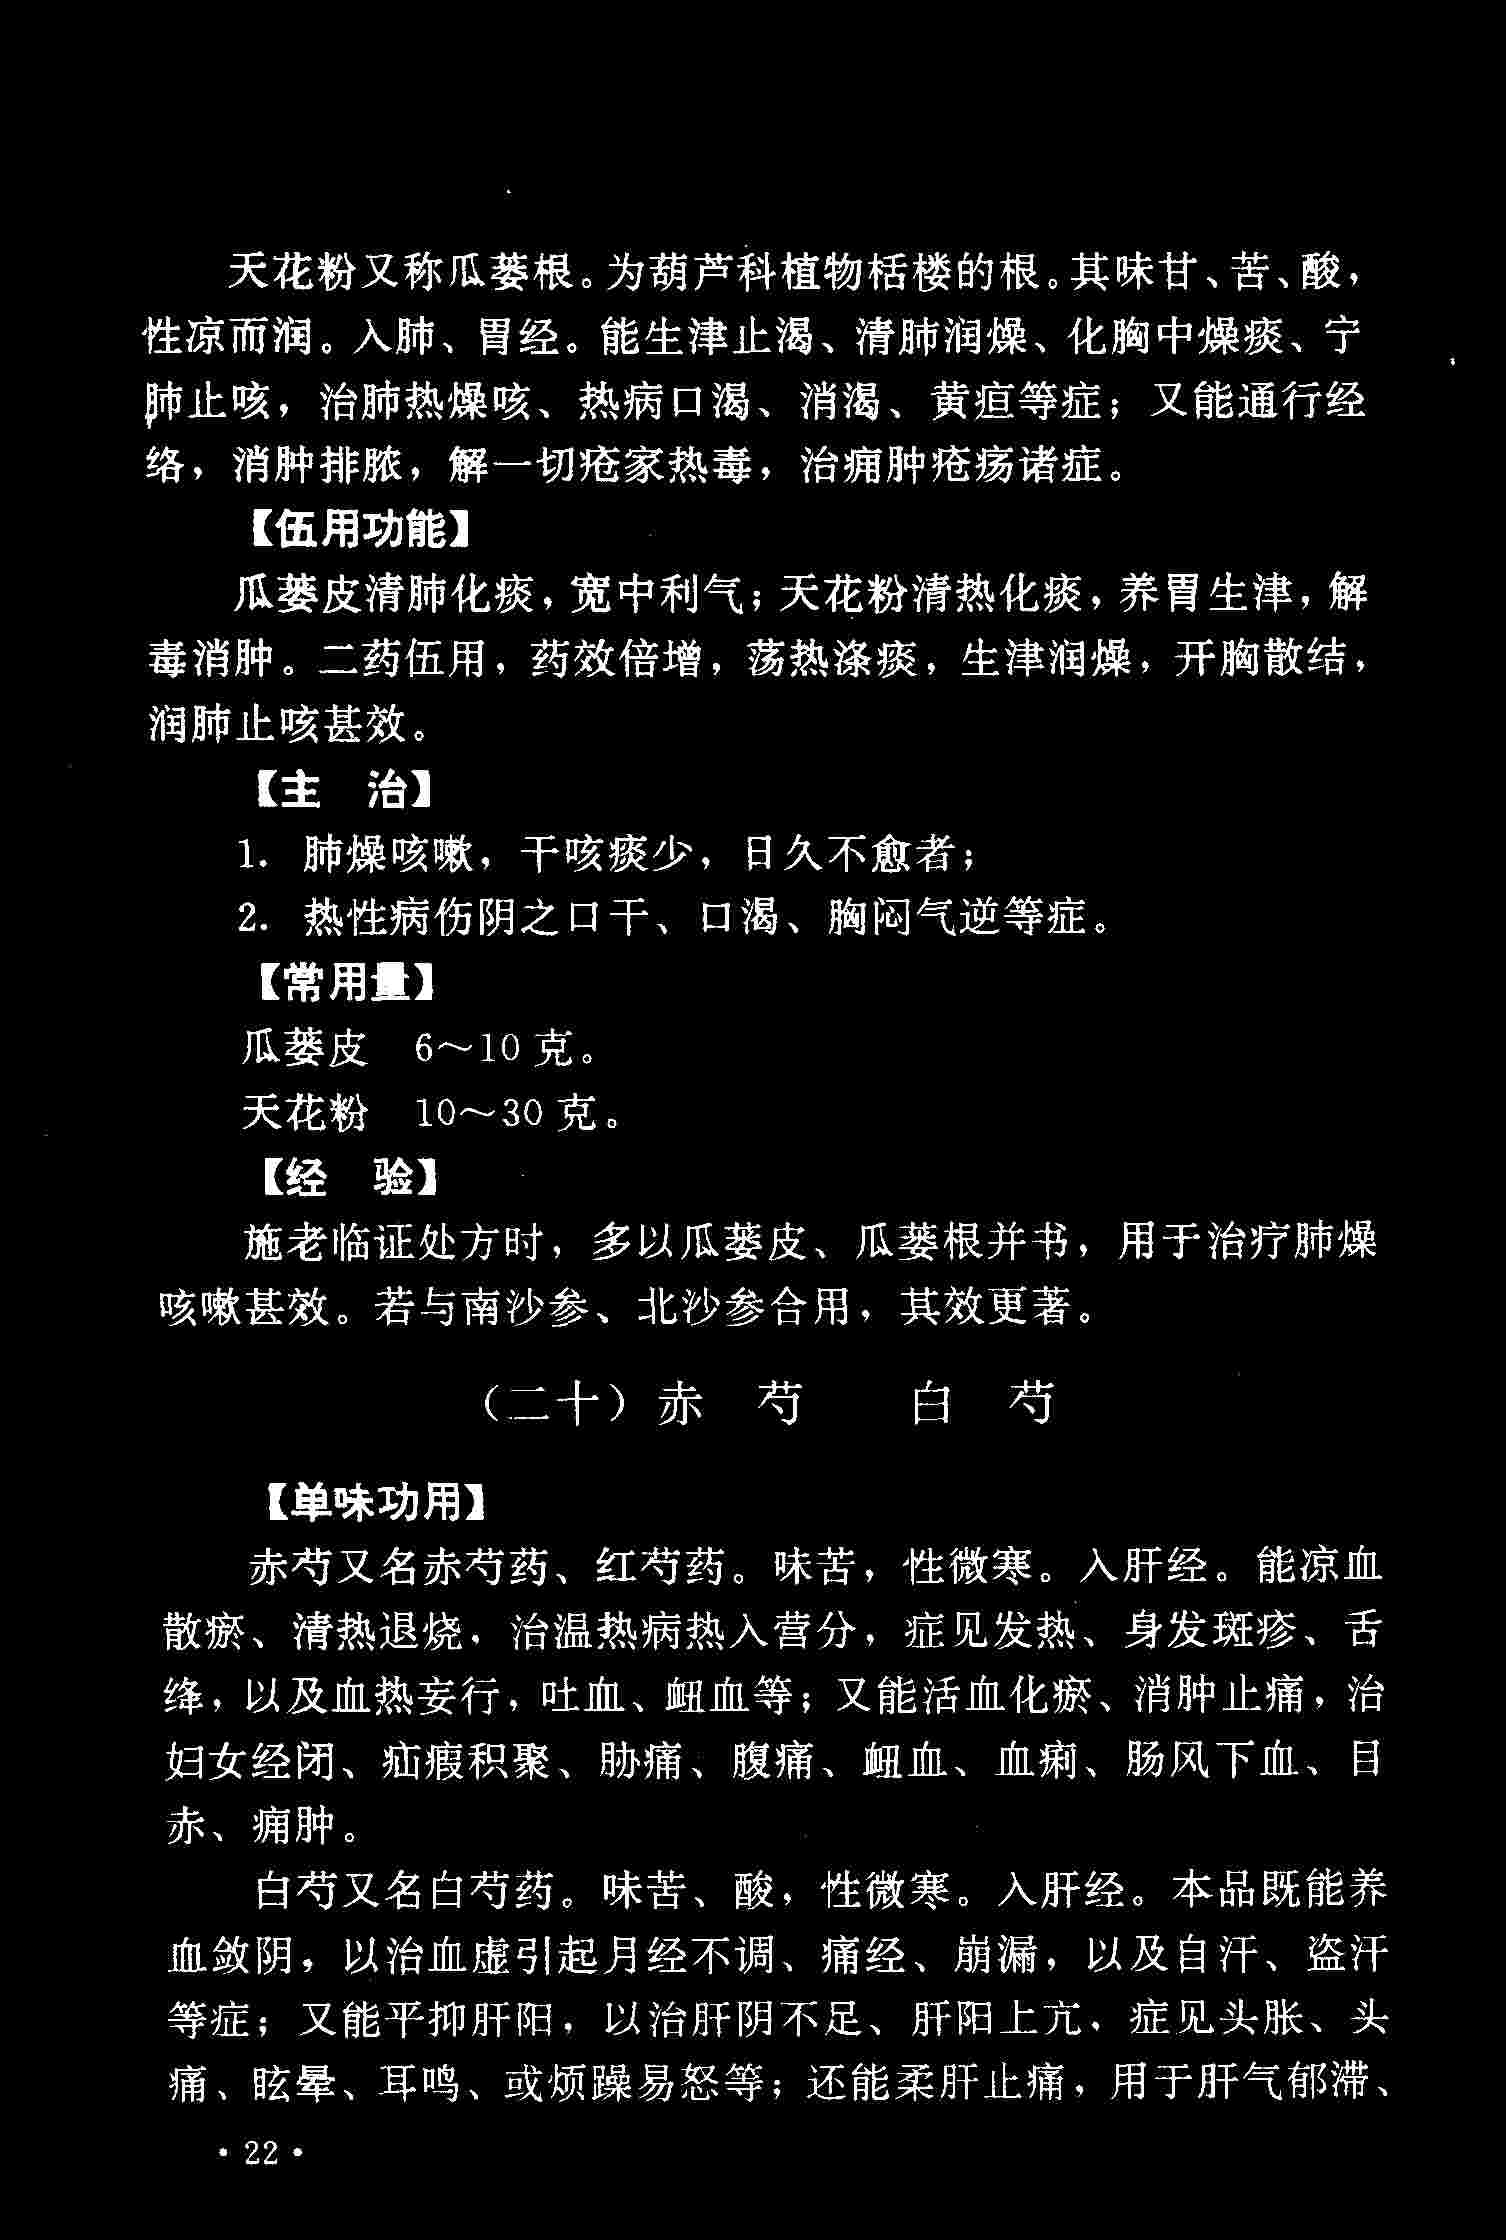 天花粉又称瓜蒌根。为葫芦科植物栝楼的根。其味甘、苦、酸，
性凉而润。入肺、胃经。能生津止渴、清肺润燥、化胸中燥痰、宁
肺止咳，治肺热燥咳、热病口渴、消渴、黄疸等症；又能通行经
络，消肿排脓，解一切疮家热毒，治痈肿疮疡诸症。
【伍用功能】
瓜蒌皮清肺化痰，宽中利气；天花粉清热化痰，养胃生津，解
毒消肿。二药伍用，药效倍增，荡热涤痰，生津润燥，开胸散结，
润肺止咳甚效。
【主　治】
1. 肺燥咳嗽，干咳痰少，日久不愈者；
2. 热性病伤阴之口干、口渴、胸闷气逆等症。
【常用量】
瓜蒌皮　6～10 克。
天花粉　10～30 克。
【经　验】
施老临证处方时，多以瓜蒌皮、瓜蒌根并书，用于治疗肺燥
咳嗽甚效。若与南沙参、北沙参合用，其效更著。
（二十）赤　芍　　白　芍
【单味功用】
赤芍又名赤芍药、红芍药。味苦，性微寒。入肝经。能凉血
散瘀、清热退烧，治温热病热入营分，症见发热、身发斑疹、舌
绛，以及血热妄行，吐血、衄血等；又能活血化瘀、消肿止痛，治
妇女经闭、疝瘕积聚、胁痛、腹痛、衄血、血痢、肠风下血、目
赤、痈肿。
白芍又名白芍药。味苦、酸，性微寒。入肝经。本品既能养
血敛阴，以治血虚引起月经不调、痛经、崩漏，以及自汗、盗汗
等症；又能平抑肝阳，以治肝阴不足、肝阳上亢，症见头胀、头
痛、眩晕、耳鸣、或烦躁易怒等；还能柔肝止痛，用于肝气郁滞、
·22·